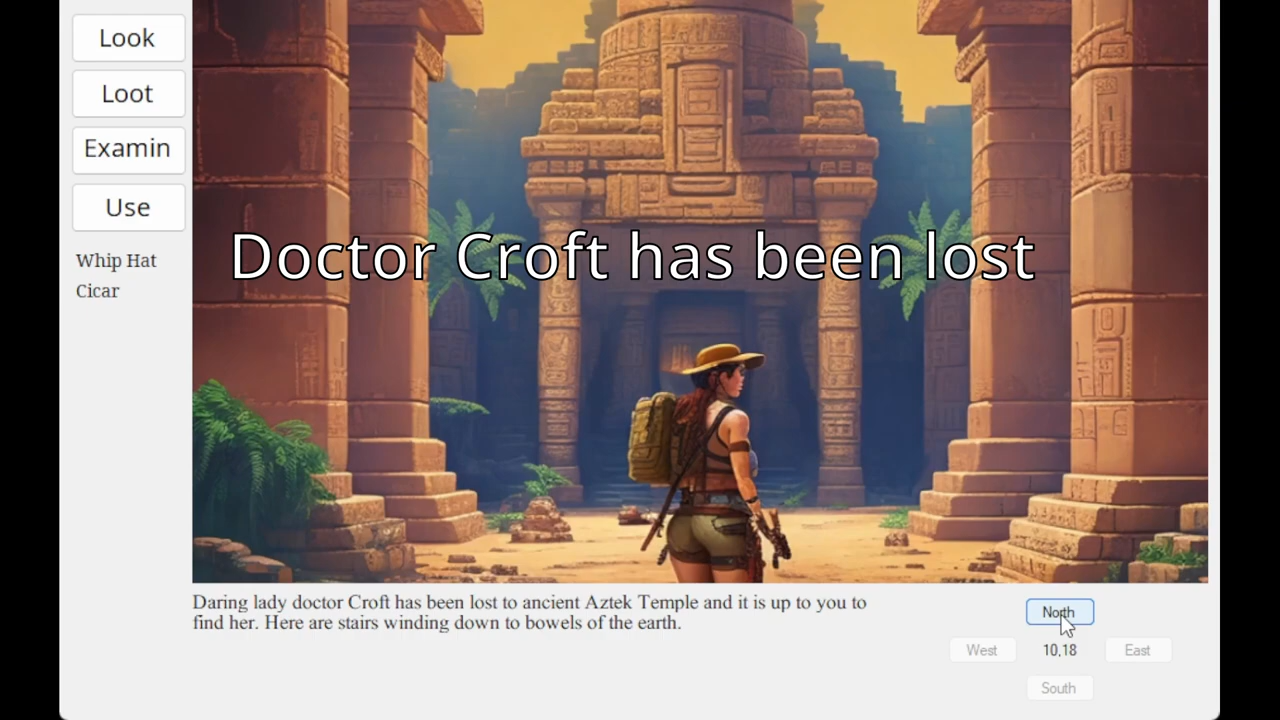 Look
Loot
Examin
Use
Whip Hat
Cicar
Doctor Croft has been lost
Daring lady doctor Croft has been lost to ancient Aztek Temple and it is up to you to
find her. Here are stairs winding down to bowels of the earth.
North
West 10,18 East
South